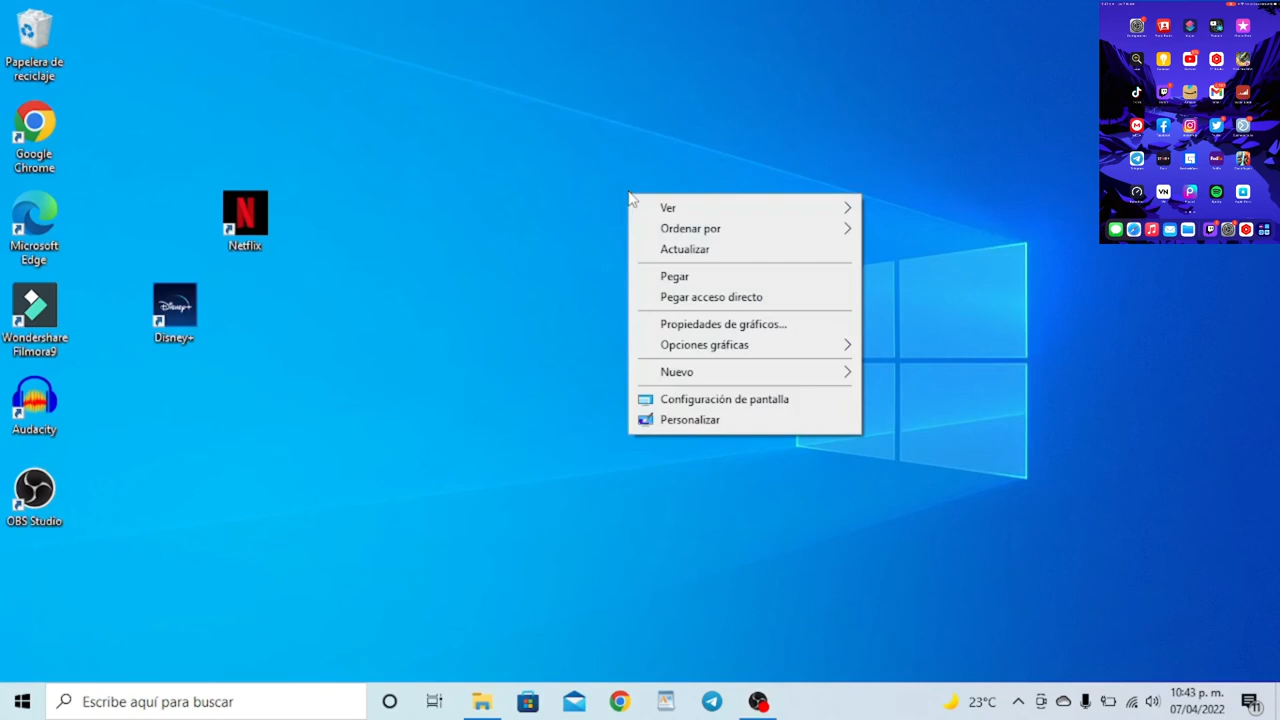 Papelera de
reciclaje
Google
Chrome
Microsoft
Edge
Wondershare
Filmora9
Audacity
OBS Studio
Netflix
Disney+
Ver
Ordenar por
Actualizar
Pegar
Pegar acceso directo
Propiedades de gráficos...
Opciones gráficas
Nuevo
Configuración de pantalla
Personalizar
Escribe aquí para buscar
23°C
10:43 p. m.
07/04/2022
11